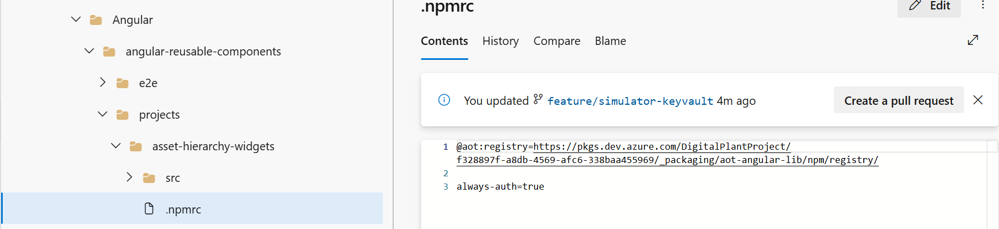 Angular
angular-reusable-components
e2e
projects
asset-hierarchy-widgets
src
.npmrc
.npmrc
Edit
Contents History Compare Blame
You updated feature/simulator-keyvault 4m ago
Create a pull request
1 @aot:registry=https://pkgs.dev.azure.com/DigitalPlantProject/
f328897f-a8db-4569-afc6-338baa455969/_packaging/aot-angular-lib/npm/registry/
2
3 always-auth=true